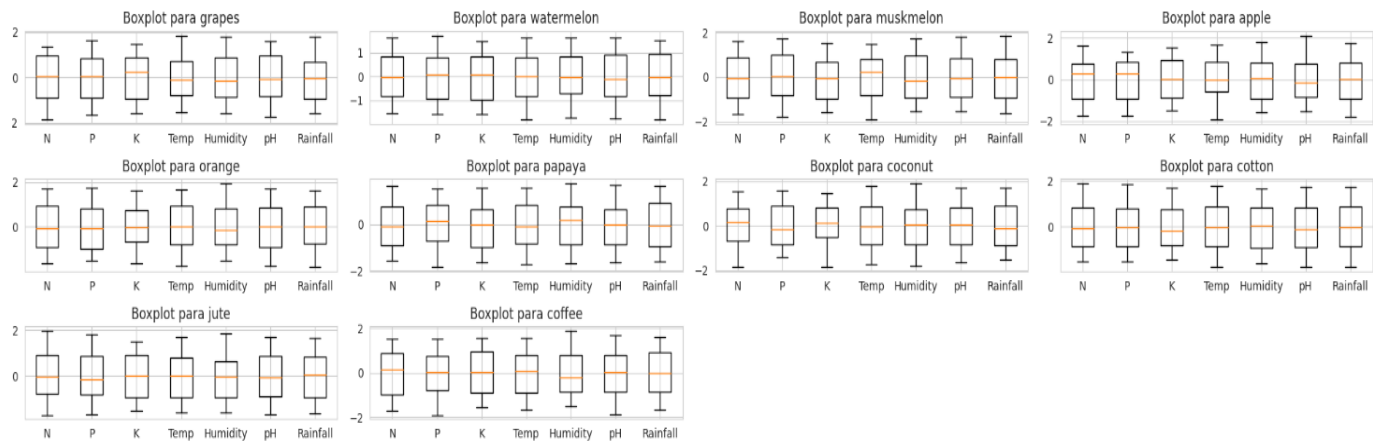 Boxplot para grapes
2
0
2
N P K Temp Humidity pH Rainfall
Boxplot para watermelon
1
0
−1
N P K Temp Humidity pH Rainfall
Boxplot para muskmelon
2
0
−2
N P K Temp Humidity pH Rainfall
Boxplot para apple
2
0
−2
N P K Temp Humidity pH Rainfall
Boxplot para orange
2
0
N P K Temp Humidity pH Rainfall
Boxplot para papaya
0
−2
N P K Temp Humidity pH Rainfall
Boxplot para coconut
2
0
−2
N P K Temp Humidity pH Rainfall
Boxplot para cotton
2
0
N P K Temp Humidity pH Rainfall
Boxplot para jute
2
0
N P K Temp Humidity pH Rainfall
Boxplot para coffee
2
0
−2
N P K Temp Humidity pH Rainfall